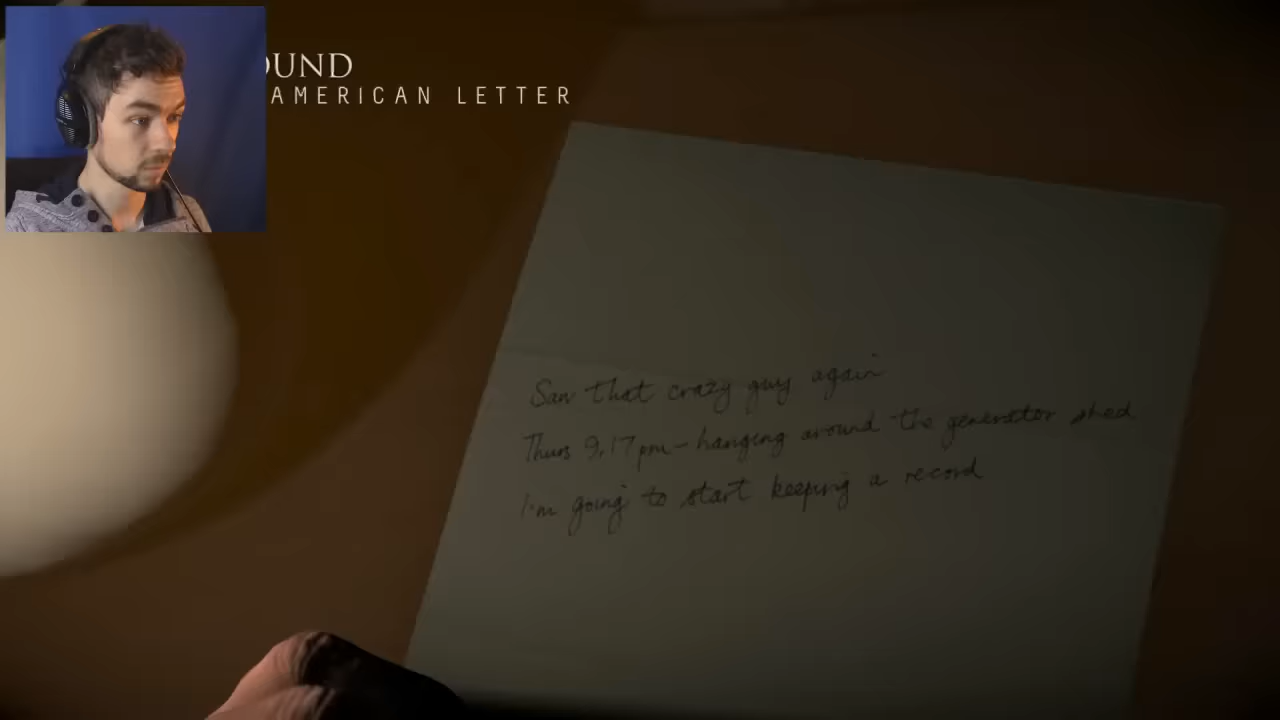 OUND
AMERICAN LETTER
Saw that crazy guy again
Thurs 9.17pm - hanging around the generator shed
I'm going to start keeping a record